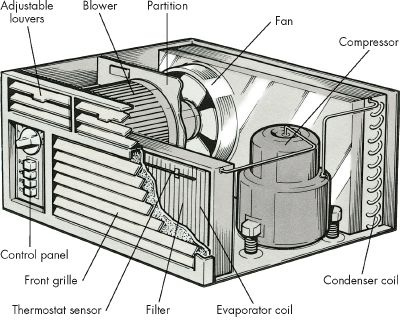 Adjustable
louvers
Blower
Partition
Fan
Compressor
Control panel
Front grille
Thermostat sensor
Filter
Evaporator coil
Condenser coil